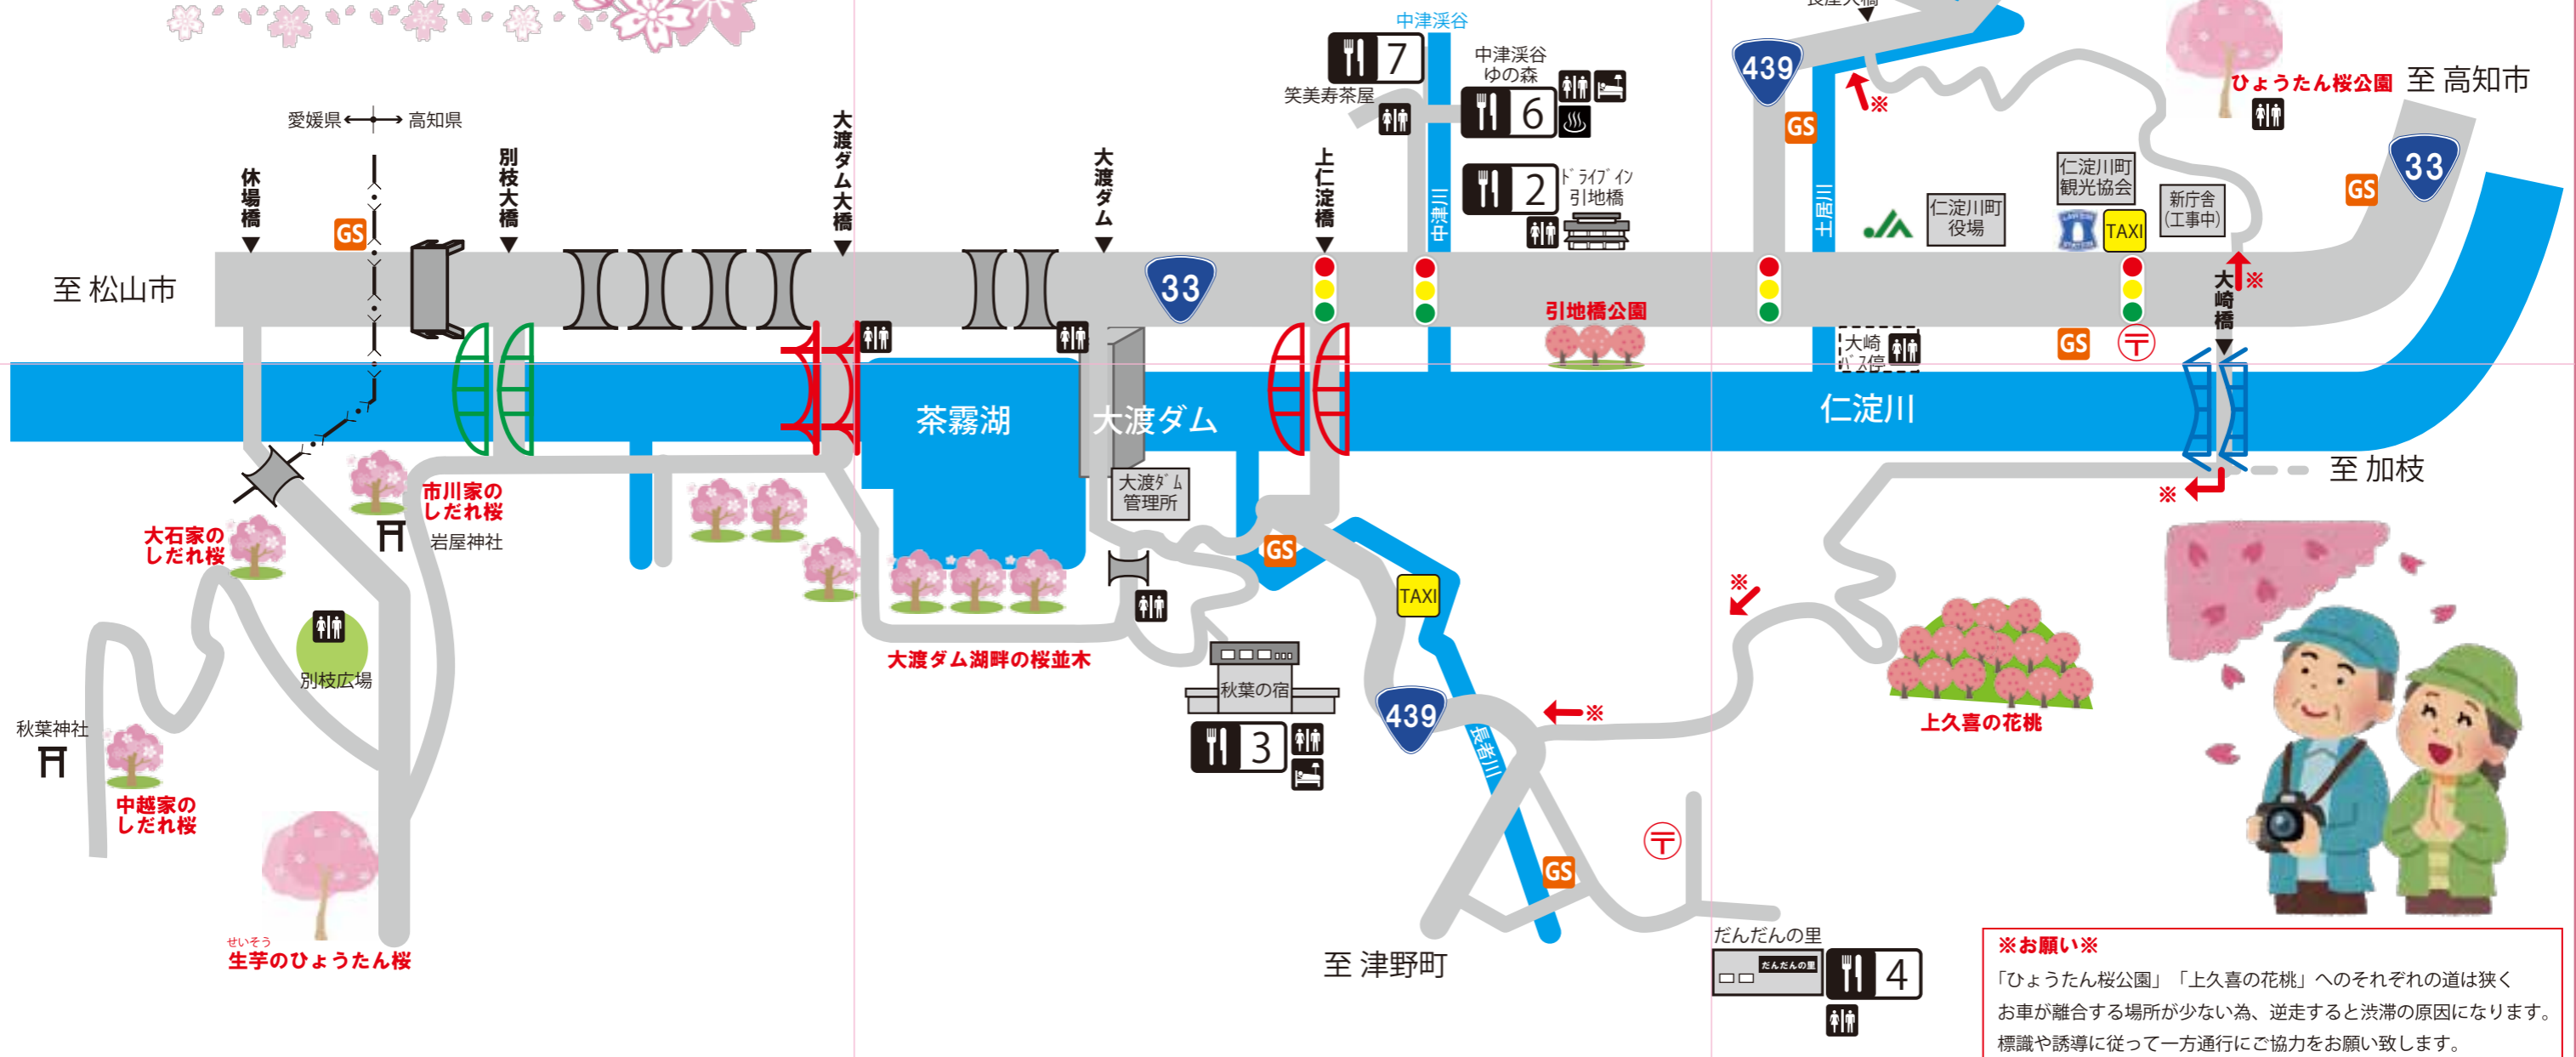 中津渓谷
7
笑美寿茶屋
中津渓谷
ゆの森
6
2
ドライブイン
引地橋
中津川
439
GS
土居川
※
ひょうたん桜公園
至 高知市
33
GS
仁淀川町
役場
仁淀川町
観光協会
TAXI
新庁舎
(工事中)
愛媛県
高知県
休場橋
GS
別枝大橋
大渡ダム大橋
大渡ダム
上仁淀橋
至 松山市
33
引地橋公園
大崎
バス停
GS
〒
大崎橋
※
茶霧湖
大渡ダム
仁淀川
至 加枝
※
大渡ダム
管理所
市川家の
しだれ桜
岩屋神社
大石家の
しだれ桜
別枝広場
秋葉神社
中越家の
しだれ桜
せいそう
生芋のひょうたん桜
大渡ダム湖畔の桜並木
秋葉の宿
3
GS
TAXI
439
長者川
※
※
上久喜の花桃
GS
〒
至 津野町
だんだんの里
だんだんの里
4
※お願い※
「ひょうたん桜公園」「上久喜の花桃」へのそれぞれの道は狭く
お車が離合する場所が少ない為、逆走すると渋滞の原因になります。
標識や誘導に従って一方通行にご協力をお願い致します。